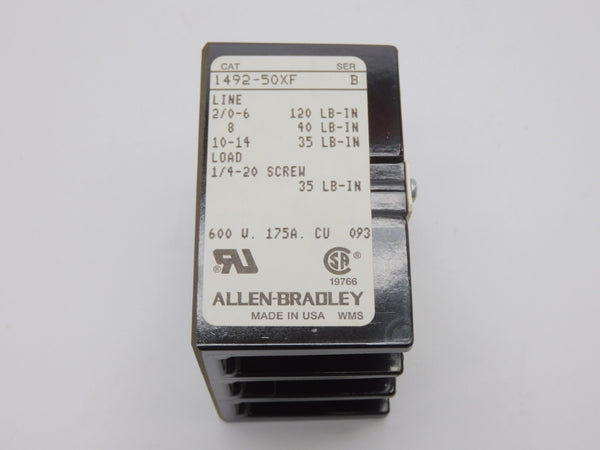 CAT SER
1492-50XF B
LINE
2/0-6 120 LB-IN
8 40 LB-IN
10-14 35 LB-IN
LOAD
1/4-20 SCREW
35 LB-IN
600 V. 175A. CU 093
RU ® SA ®
19766
ALLEN-BRADLEY
MADE IN USA WMS